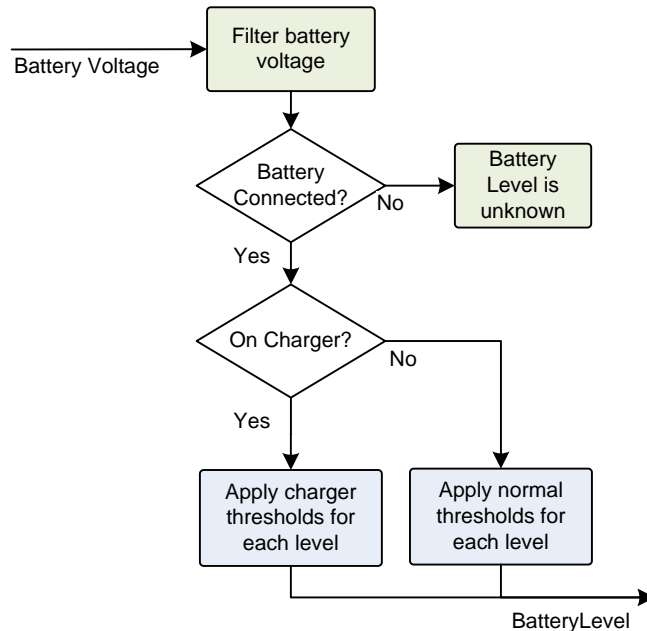 Filter battery
voltage
Battery Voltage
Battery
Connected?
No
Battery
Level is
unknown
Yes
On Charger?
No
Yes
Apply charger
thresholds for
each level
Apply normal
thresholds for
each level
BatteryLevel